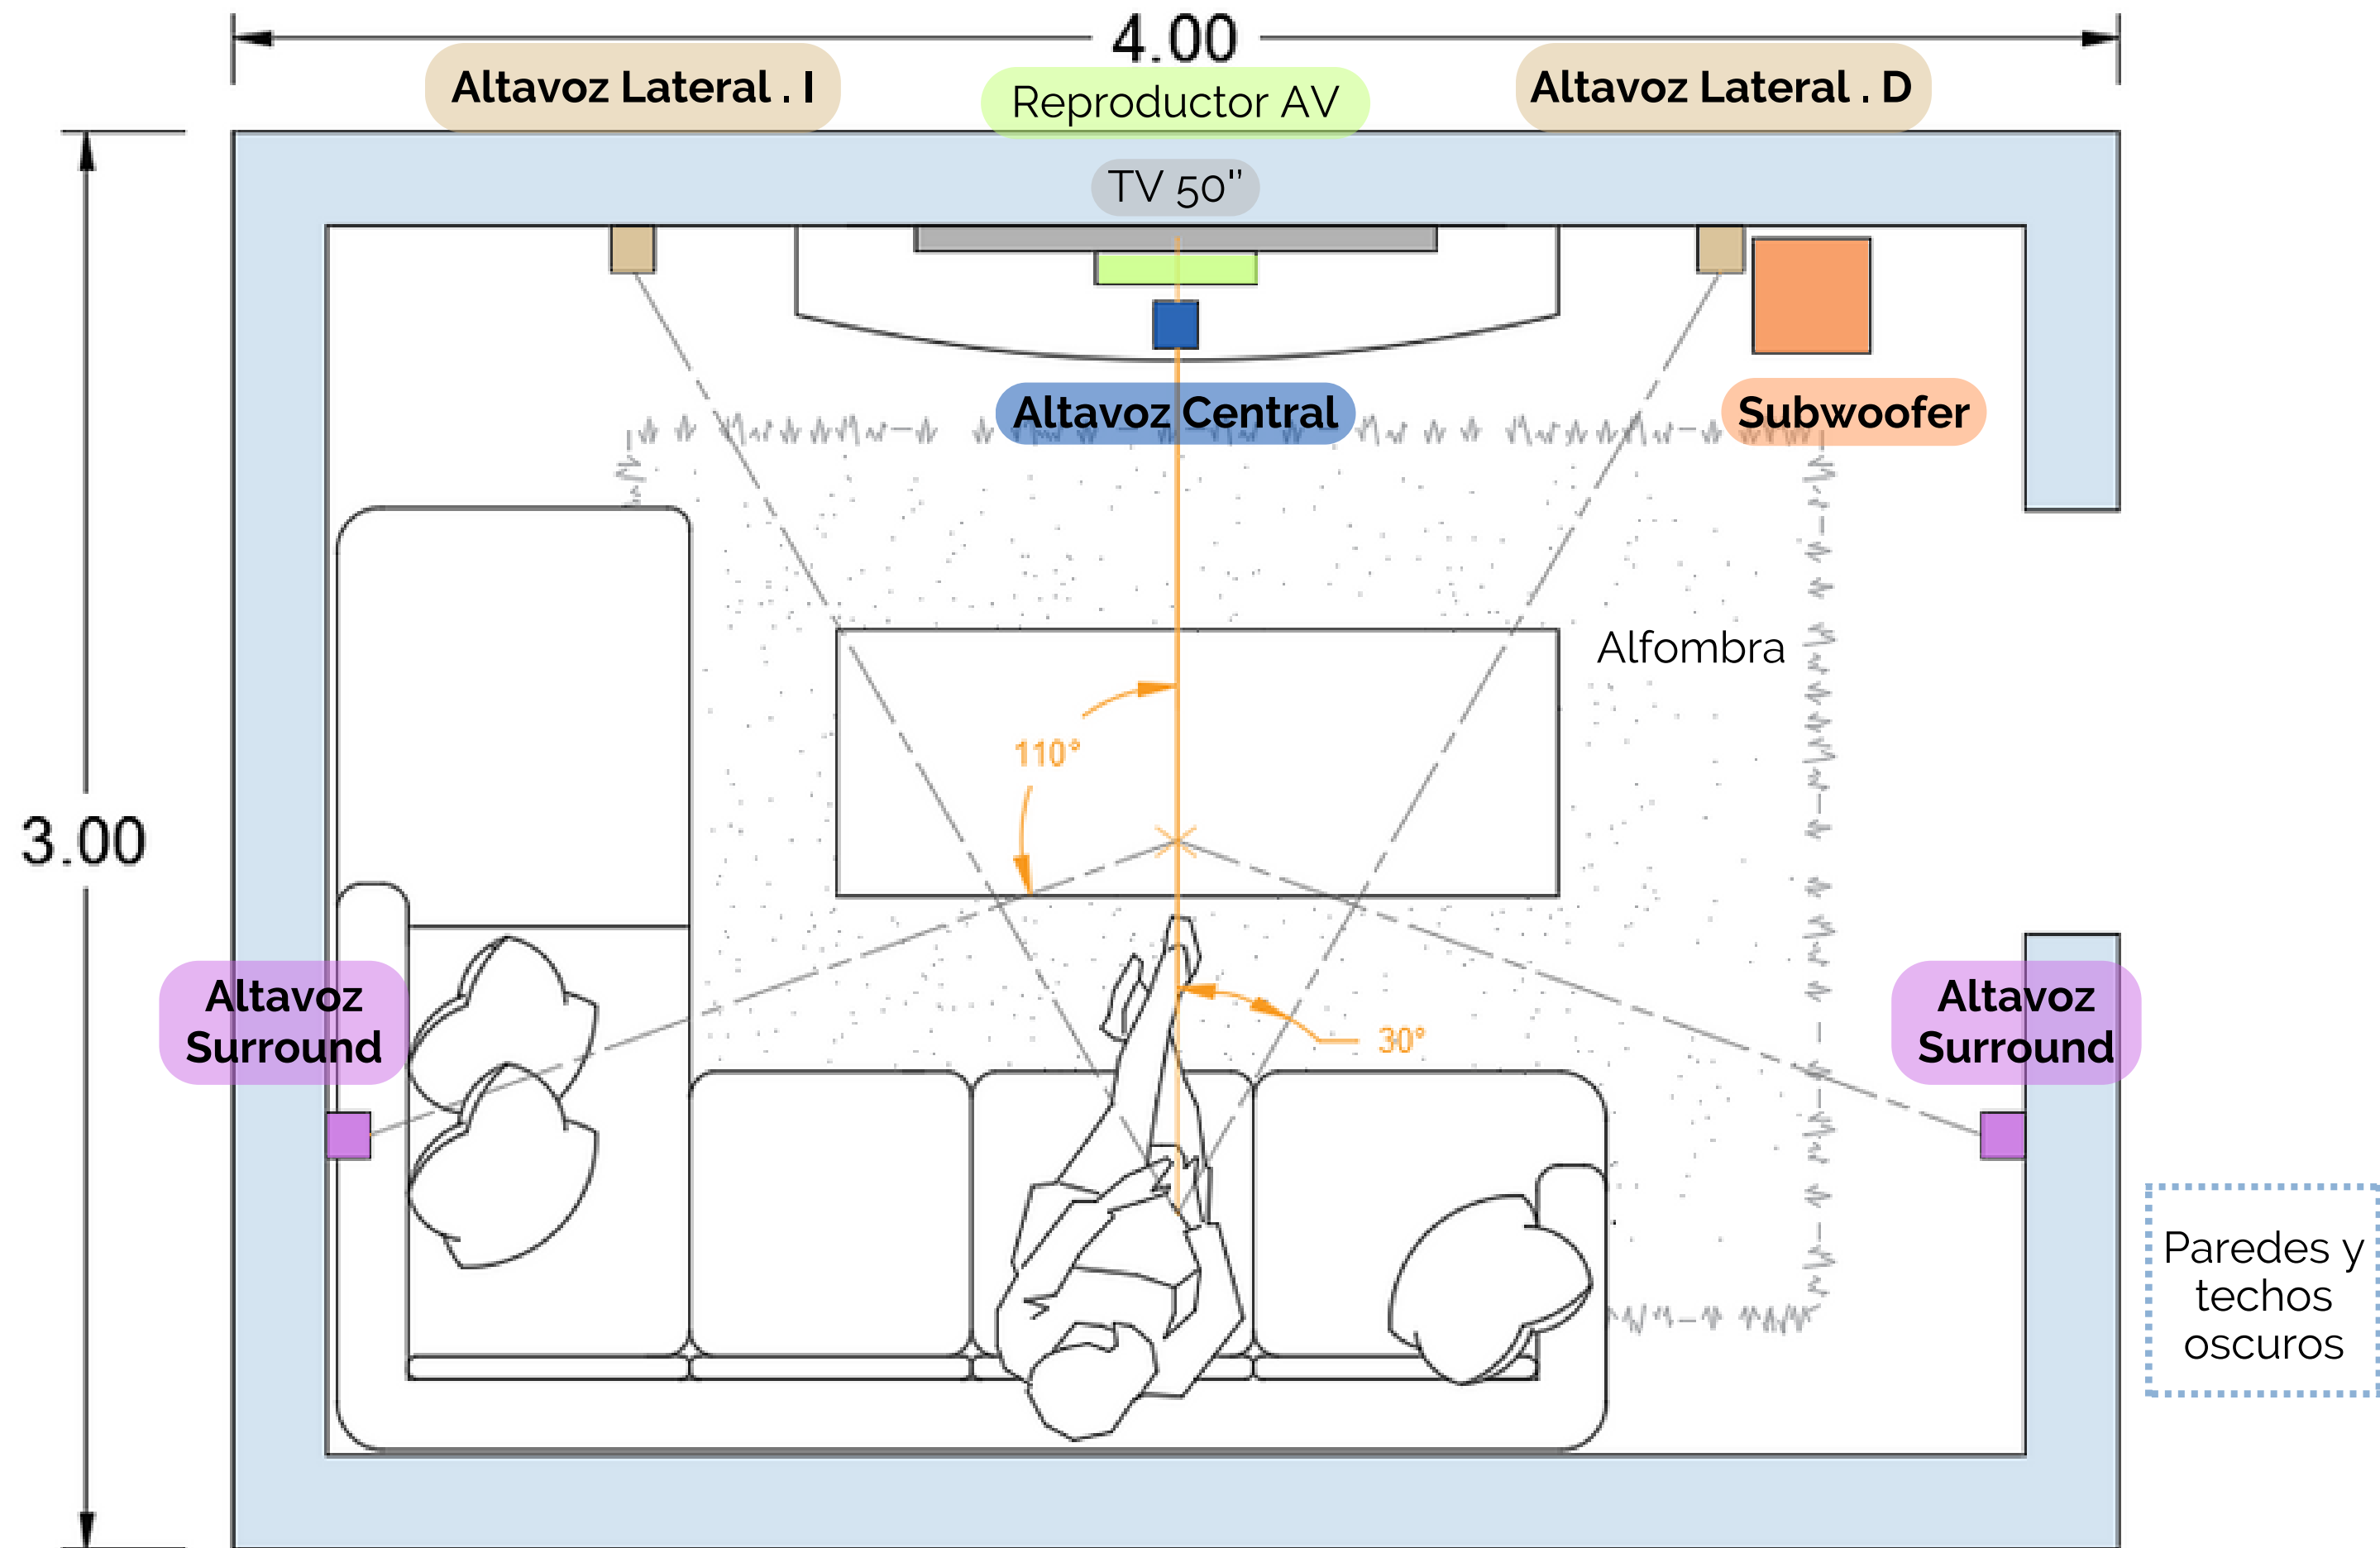 4.00
Altavoz Lateral . I
Reproductor AV
Altavoz Lateral . D
TV 50"
Altavoz Central
Subwoofer
Alfombra
110°
3.00
Altavoz
Surround
Altavoz
Surround
30°
Paredes y
techos
oscuros